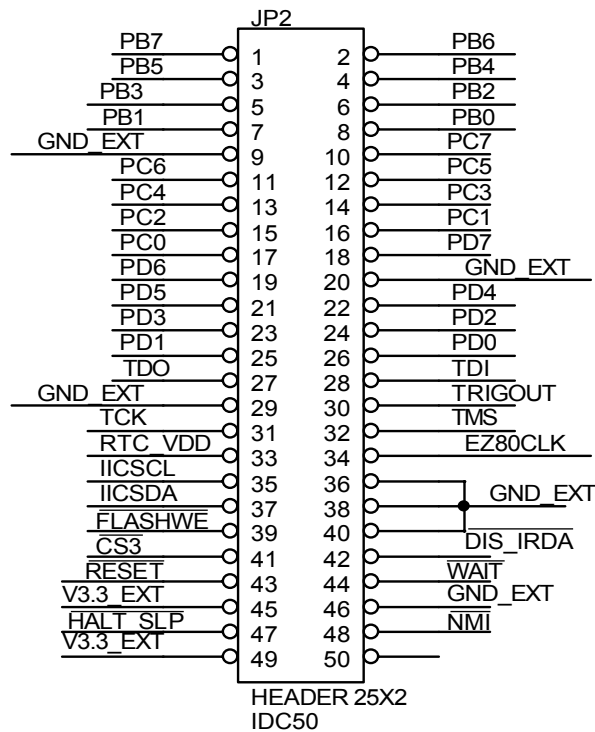 JP2
PB7 1 2 PB6
PB5 3 4 PB4
PB3 5 6 PB2
PB1 7 8 PB0
GND_EXT 9 10 PC7
PC6 11 12 PC5
PC4 13 14 PC3
PC2 15 16 PC1
PC0 17 18 PD7
PD6 19 20 GND_EXT
PD5 21 22 PD4
PD3 23 24 PD2
PD1 25 26 PD0
TDO 27 28 TDI
GND_EXT 29 30 TRIGOUT
TCK 31 32 TMS
RTC_VDD 33 34 EZ80CLK
IICSCL 35 36
IICSDA 37 38 GND_EXT
FLASHWE 39 40
CS3 41 42 DIS_IRDA
RESET 43 44 WAIT
V3.3_EXT 45 46 GND_EXT
HALT_SLP 47 48 NMI
V3.3_EXT 49 50
HEADER 25X2
IDC50